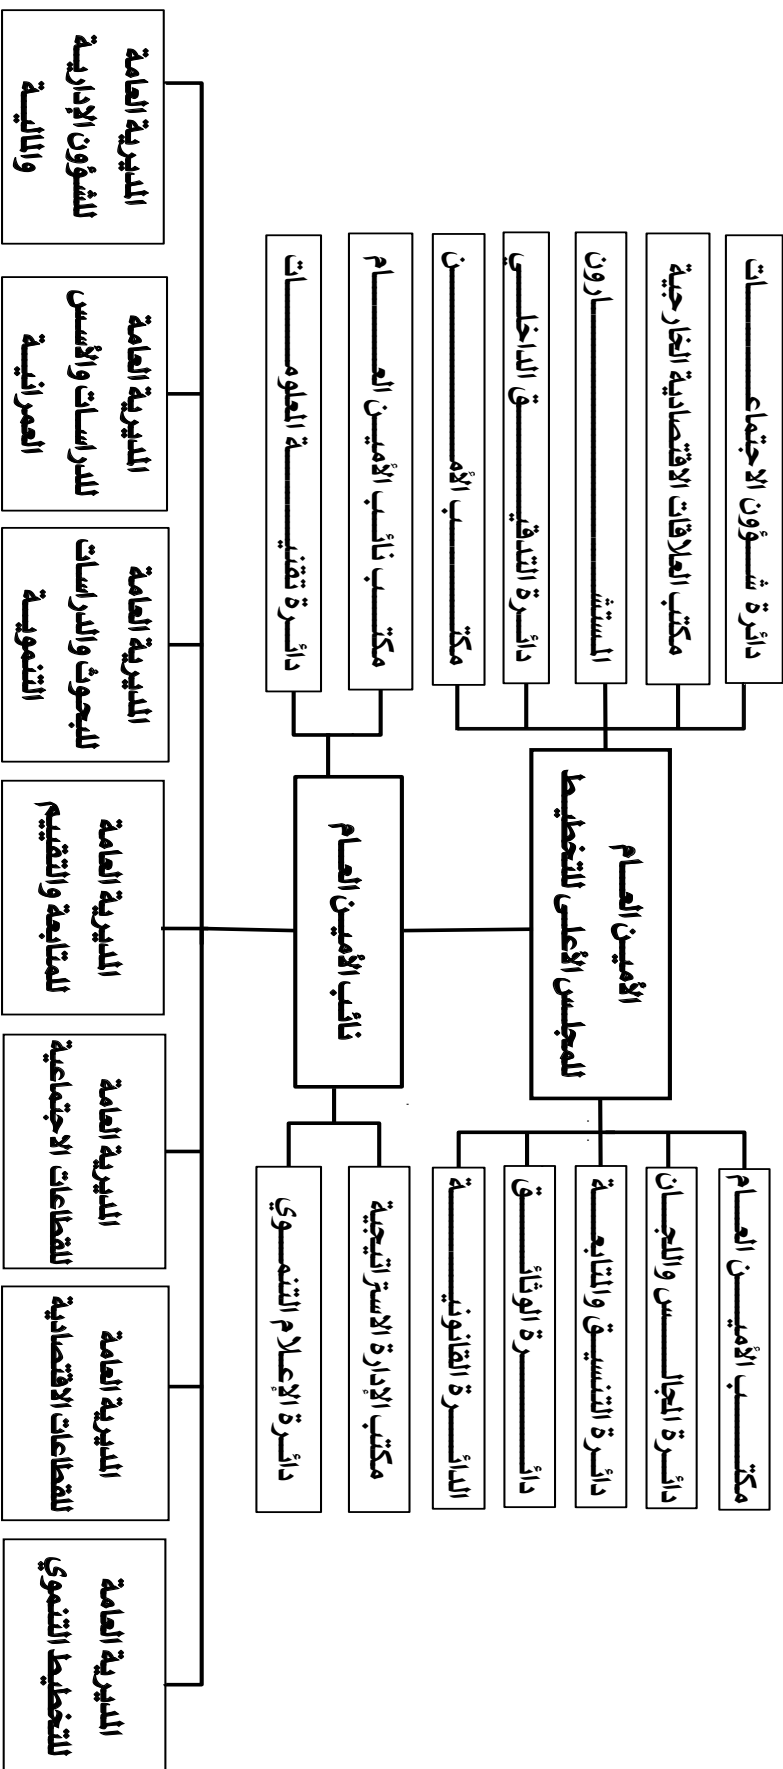 الأمين العام
للمجلس الأعلى للتخطيط
مكتب الأمين العام
دائرة شؤون الاجتماعات
دائرة المجالس واللجان
مكتب العلاقات الاقتصادية الخارجية
دائرة التنسيق والمتابعة
المستشارون
دائرة الوثائق
دائرة التدقيق الداخلي
الدائرة القانونية
مكتب الأمن
نائب الأمين العام
مكتب الإدارة الاستراتيجية
مكتب نائب الأمين العام
دائرة الإعلام التنموي
دائرة تقنية المعلومات
المديرية العامة
للتخطيط التنموي
المديرية العامة
للقطاعات الاقتصادية
المديرية العامة
للقطاعات الاجتماعية
المديرية العامة
للمتابعة والتقييم
المديرية العامة
للبحوث والدراسات
التنموية
المديرية العامة
للدراسات والأسس
العمرانية
المديرية العامة
للشؤون الإدارية
والمالية